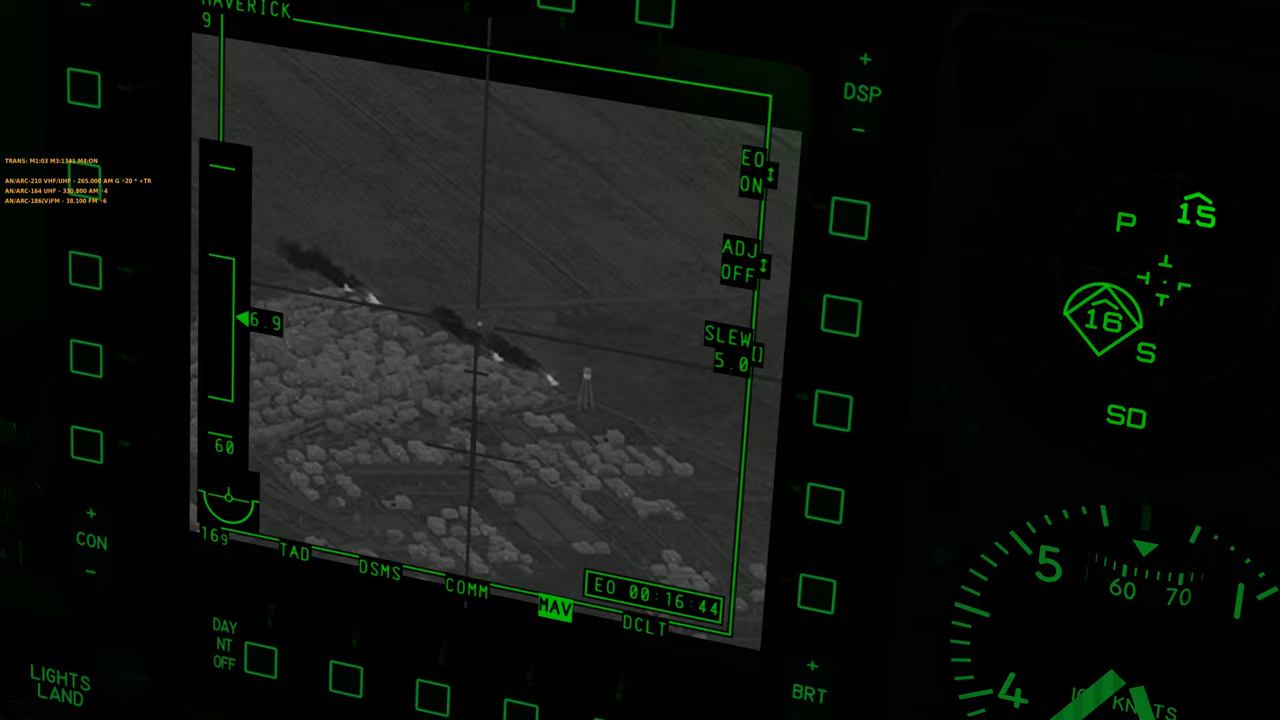 MAVERICK
9
+
DSP
−
TRANS: M1:03 M3:1341 M4:ON
AN/ARC-210 VHF/UHF - 265.000 AM G -20 * +TR
AN/ARC-164 UHF - 330.800 AM -4
AN/ARC-186(V)FM - 38.100 FM -6
EO
ON
ADJ
OFF
SLEW
5.0
6.9
60
169
TAD
DSMS
COMM
MAV
DCLT
EO 00:16:44
+
CON
−
DAY
NT
OFF
LIGHTS
LAND
+
BRT
P
15
16
S
SD
5
60
70
4
KNOTS